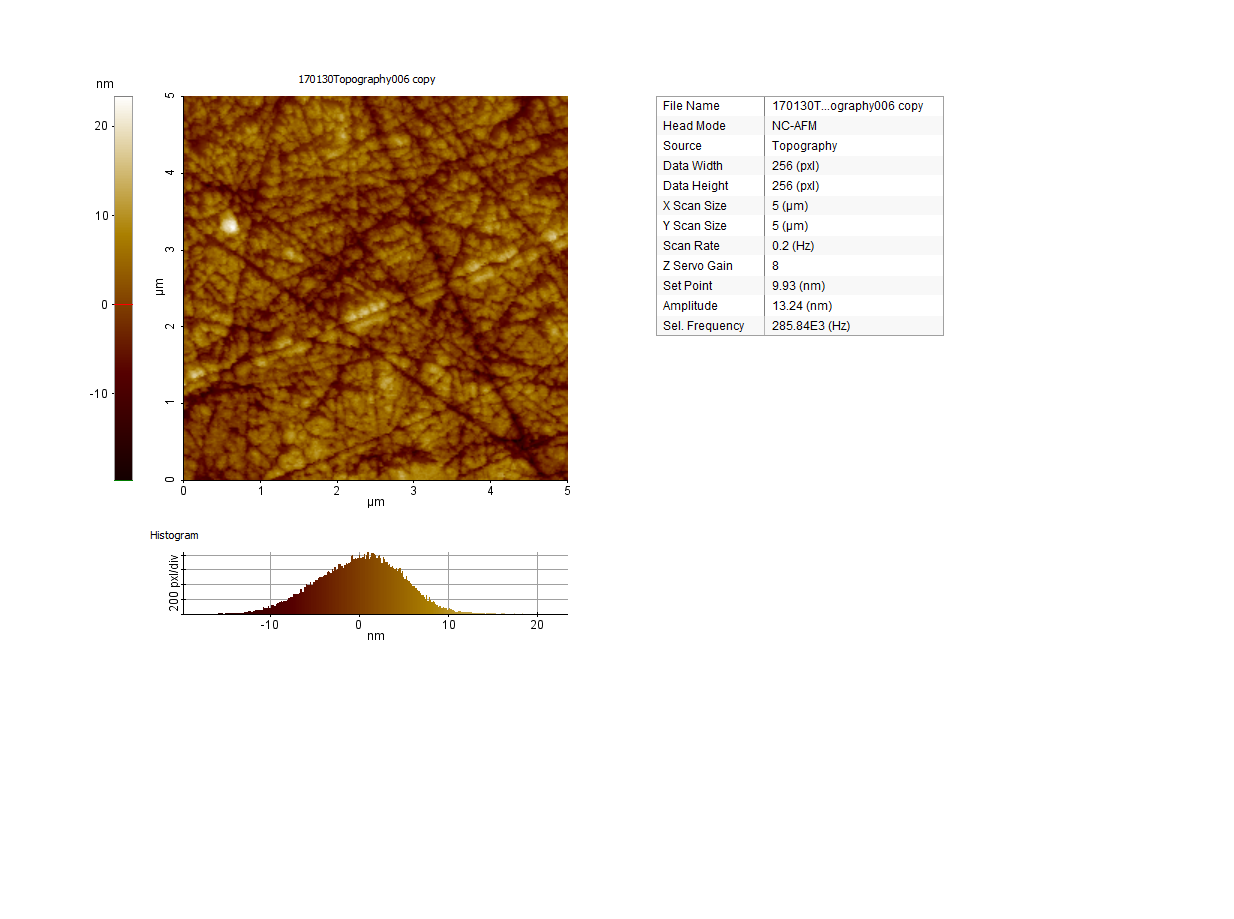 170130Topography006 copy
nm
20
10
0
-10
5
4
3
2
1
0
µm
0 1 2 3 4 5
µm
File Name 170130T...ography006 copy
Head Mode NC-AFM
Source Topography
Data Width 256 (pxl)
Data Height 256 (pxl)
X Scan Size 5 (µm)
Y Scan Size 5 (µm)
Scan Rate 0.2 (Hz)
Z Servo Gain 8
Set Point 9.93 (nm)
Amplitude 13.24 (nm)
Sel. Frequency 285.84E3 (Hz)
Histogram
200 pxl/div
-10 0 10 20
nm